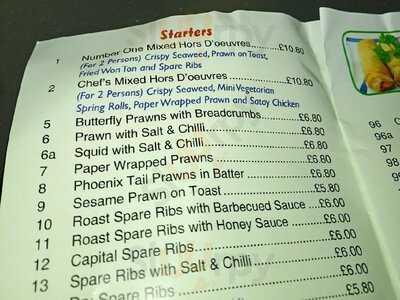 Starters
1 Number One Mixed Hors D'oeuvres..........£10.80
(For 2 Persons) Crispy Seaweed, Prawn on Toast,
Fried Won Ton and Spare Ribs
2 Chef's Mixed Hors D'oeuvres ..............£10.80
(For 2 Persons) Crispy Seaweed, Mini Vegetarian
Spring Rolls, Paper Wrapped Prawn and Satay Chicken
5 Butterfly Prawns with Breadcrumbs..........£6.80
6 Prawn with Salt & Chilli.......................£6.80
6a Squid with Salt & Chilli.......................£6.80
7 Paper Wrapped Prawns ....................£6.80
8 Phoenix Tail Prawns in Batter ..............£6.80
9 Sesame Prawn on Toast ...................£5.80
10 Roast Spare Ribs with Barbecued Sauce ....£6.00
11 Roast Spare Ribs with Honey Sauce .......£6.00
12 Capital Spare Ribs...........................£6.00
13 Spare Ribs with Salt & Chilli ................£6.00
Spare Ribs ..................£6.00
£5.80
96
96a
97
98